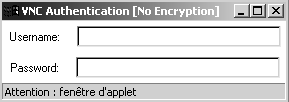 VNC Authentication [No Encryption]
Username:
Password:
Attention : fenêtre d'applet